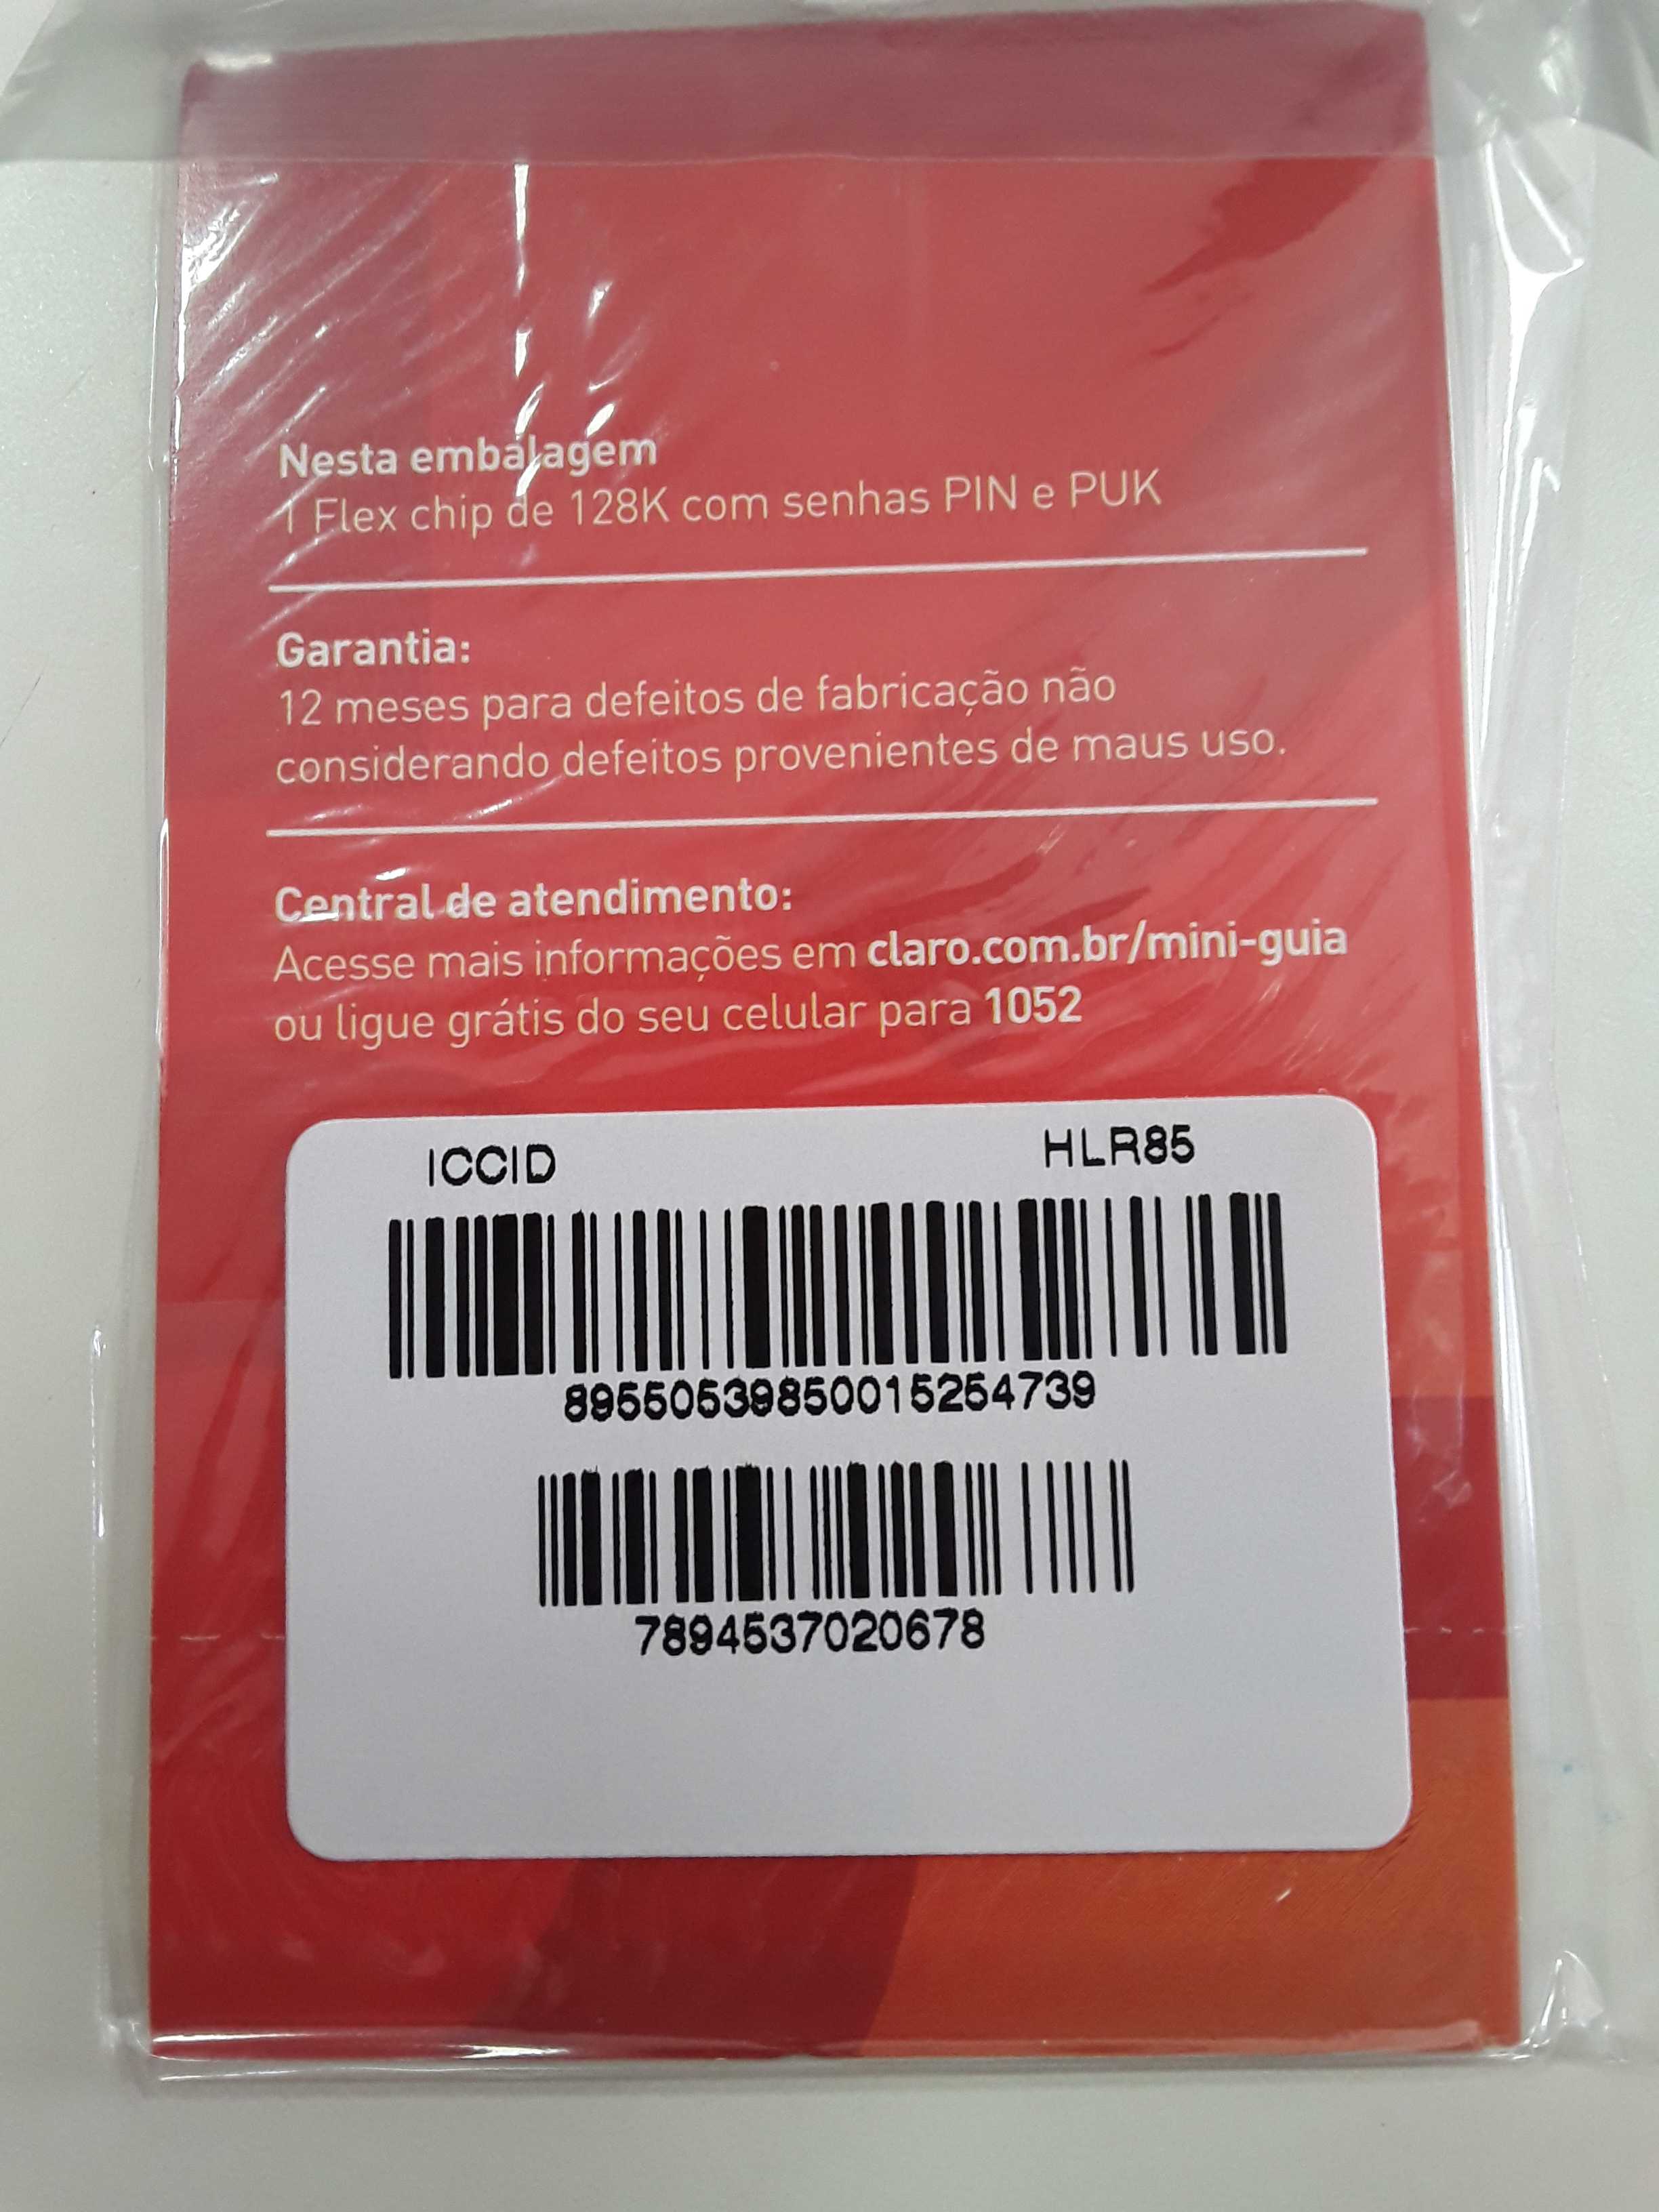 Nesta embalagem
1 Flex chip de 128K com senhas PIN e PUK
Garantia:
12 meses para defeitos de fabricação não
considerando defeitos provenientes de maus uso.
Central de atendimento:
Acesse mais informações em claro.com.br/mini-guia
ou ligue grátis do seu celular para 1052
ICCID HLR85
89550539850015254739
7894537020678